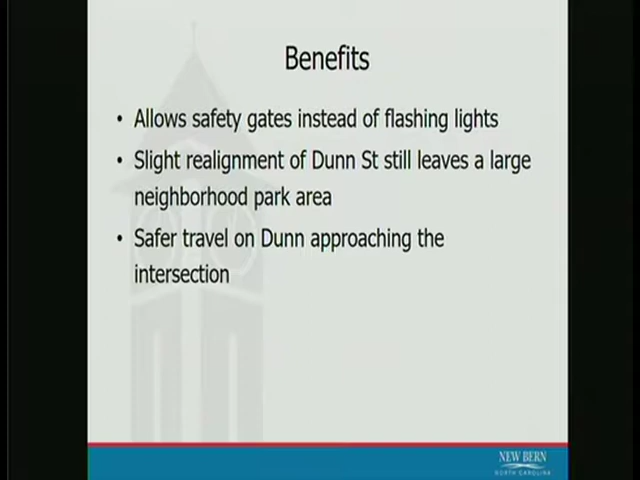 Benefits
• Allows safety gates instead of flashing lights
• Slight realignment of Dunn St still leaves a large
neighborhood park area
• Safer travel on Dunn approaching the
intersection
NEW BERN
NORTH CAROLINA